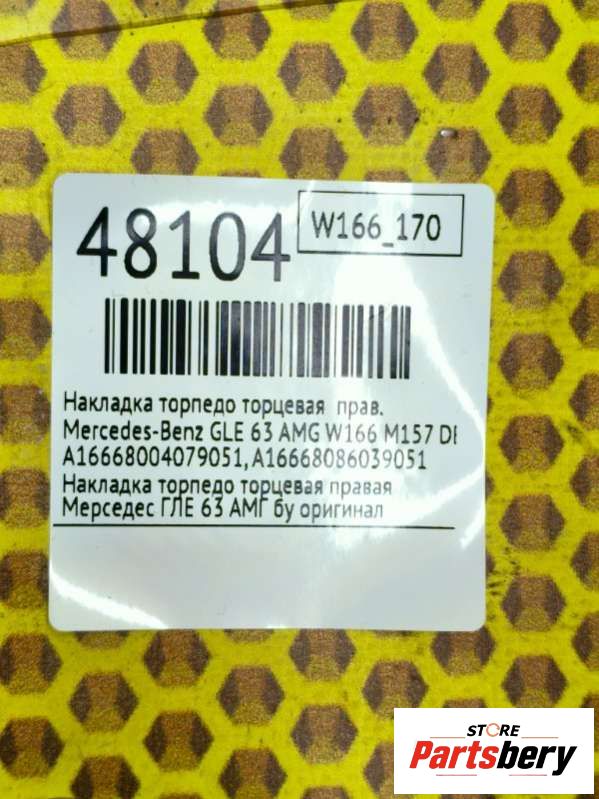 48104
W166_170
Накладка торпедо торцевая прав.
Mercedes-Benz GLE 63 AMG W166 M157 DE
A16668004079051, A16668086039051
Накладка торпедо торцевая правая
Мерседес ГЛЕ 63 АМГ бу оригинал
STORE
Partsbery